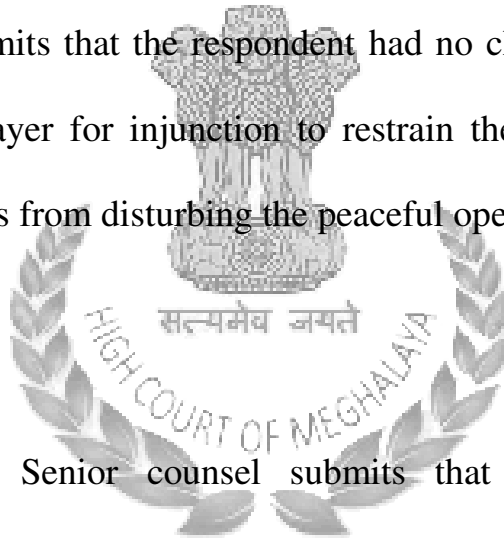 mits that the respondent had no cl
ayer for injunction to restrain the
s from disturbing the peaceful ope
सत्यमेव जयते
HIGH COURT OF MEGHALAYA
Senior counsel submits that